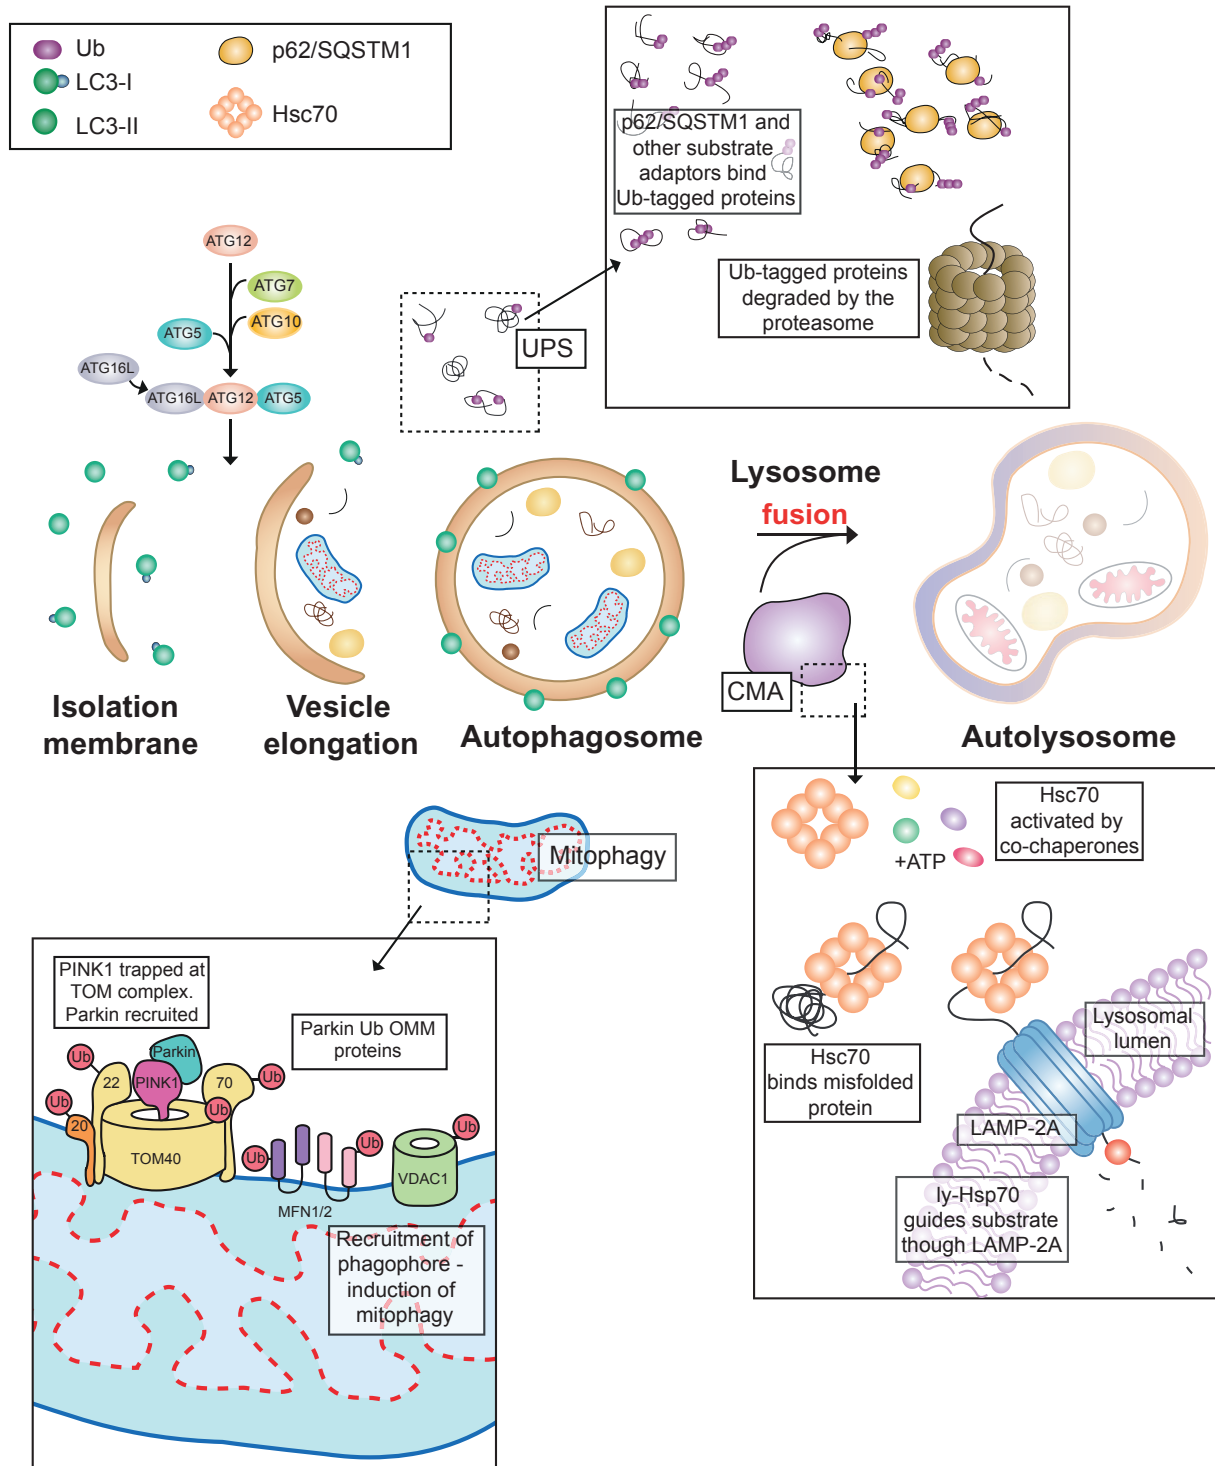 Ub
LC3-I
LC3-II
p62/SQSTM1
Hsc70
p62/SQSTM1 and
other substrate
adaptors bind
Ub-tagged proteins
Ub-tagged proteins
degraded by the
proteasome
UPS
ATG12
ATG7
ATG10
ATG5
ATG16L
ATG16L
ATG12
ATG5
Lysosome
fusion
CMA
Isolation
membrane
Vesicle
elongation
Autophagosome
Autolysosome
Mitophagy
Hsc70
activated by
co-chaperones
+ATP
Hsc70
binds misfolded
protein
Lysosomal
lumen
LAMP-2A
ly-Hsp70
guides substrate
though LAMP-2A
PINK1 trapped at
TOM complex.
Parkin recruited
Parkin Ub OMM
proteins
Ub
Parkin
22
PINK1
70
Ub
Ub
Ub
20
TOM40
Ub
Ub
Ub
VDAC1
MFN1/2
Recruitment of
phagophore -
induction of
mitophagy